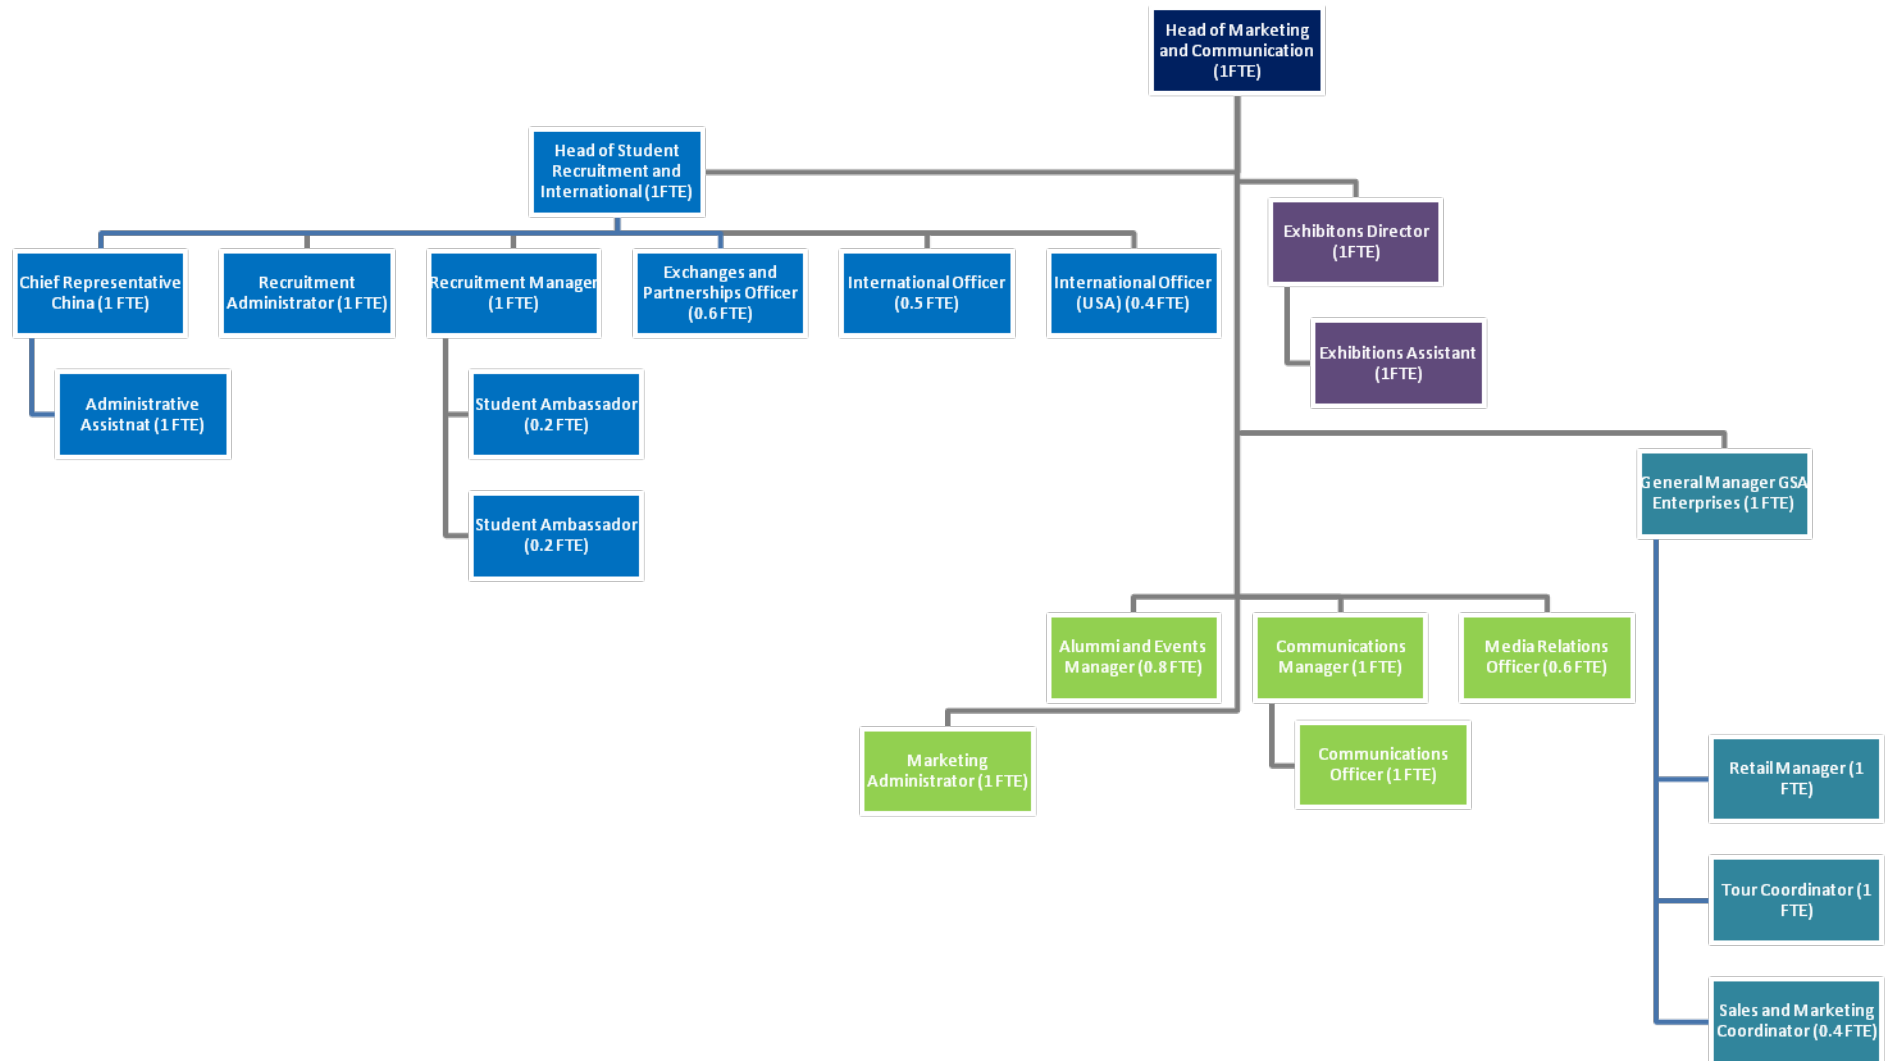 Head of Marketing
and Communication
(1FTE)
Head of Student
Recruitment and
International (1FTE)
Exhibitons Director
(1FTE)
Chief Representative
China (1 FTE)
Recruitment
Administrator (1 FTE)
Recruitment Manager
(1 FTE)
Exchanges and
Partnerships Officer
(0.6 FTE)
International Officer
(0.5 FTE)
International Officer
(USA) (0.4 FTE)
Exhibitions Assistant
(1FTE)
Administrative
Assistnat (1 FTE)
Student Ambassador
(0.2 FTE)
Student Ambassador
(0.2 FTE)
General Manager GSA
Enterprises (1 FTE)
Alummi and Events
Manager (0.8 FTE)
Communications
Manager (1 FTE)
Media Relations
Officer (0.6 FTE)
Marketing
Administrator (1 FTE)
Communications
Officer (1 FTE)
Retail Manager (1
FTE)
Tour Coordinator (1
FTE)
Sales and Marketing
Coordinator (0.4 FTE)